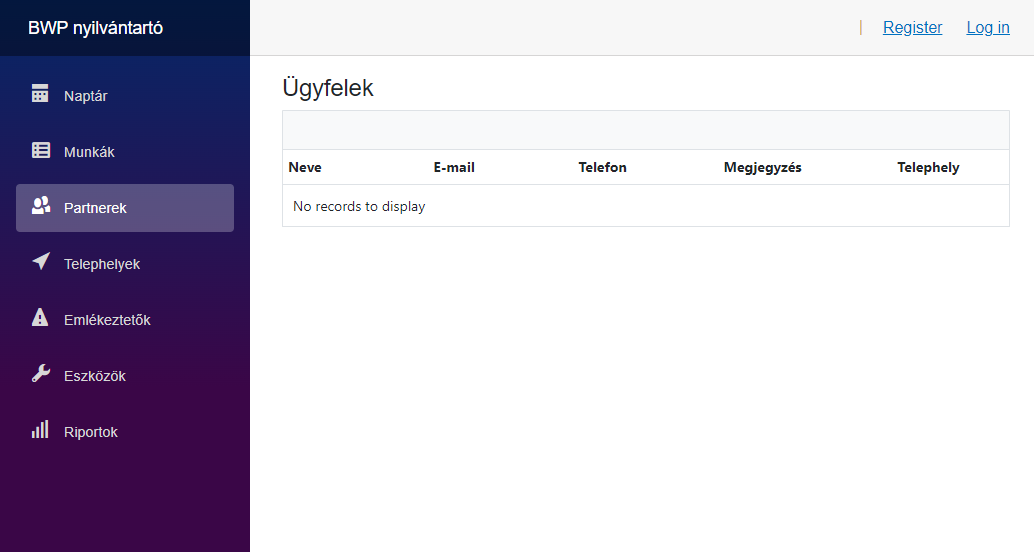 BWP nyilvántartó
| Register Log in
Naptár
Munkák
Partnerek
Telephelyek
Emlékeztetők
Eszközök
Riportok
Ügyfelek
Neve E-mail Telefon Megjegyzés Telephely
No records to display